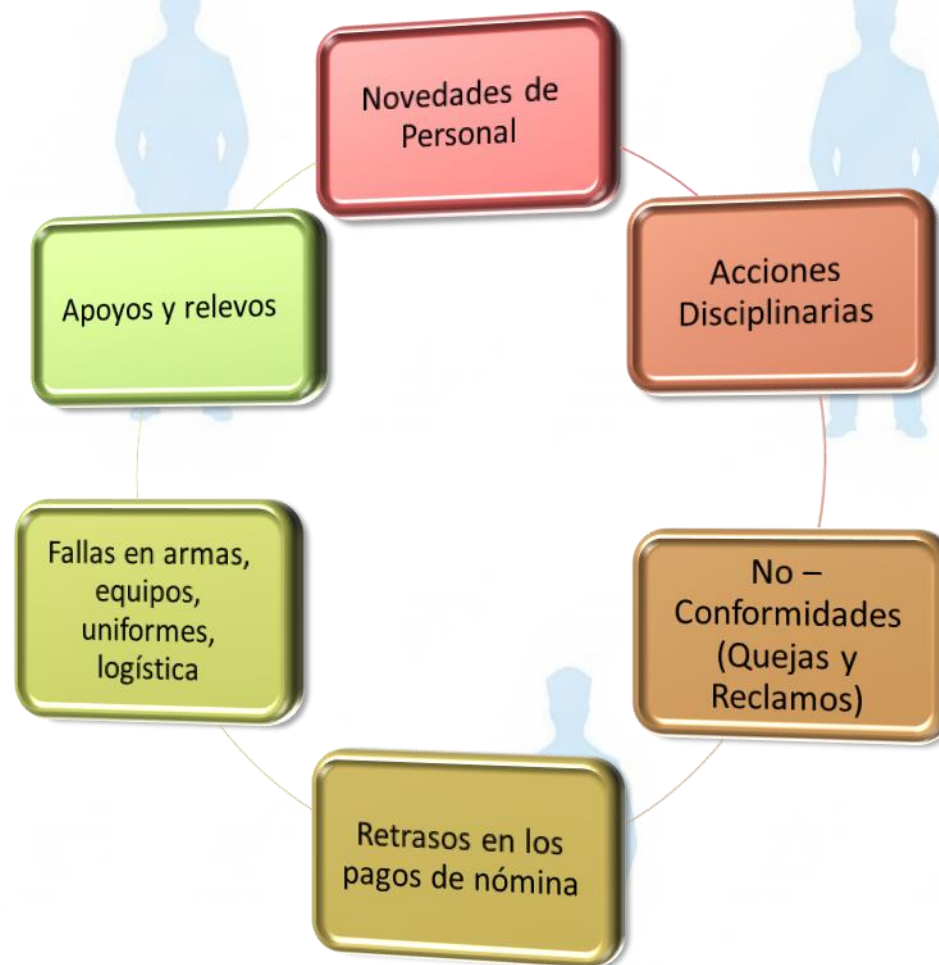 Novedades de
Personal
Acciones
Disciplinarias
No –
Conformidades
(Quejas y
Reclamos)
Retrasos en los
pagos de nómina
Fallas en armas,
equipos,
uniformes,
logística
Apoyos y relevos